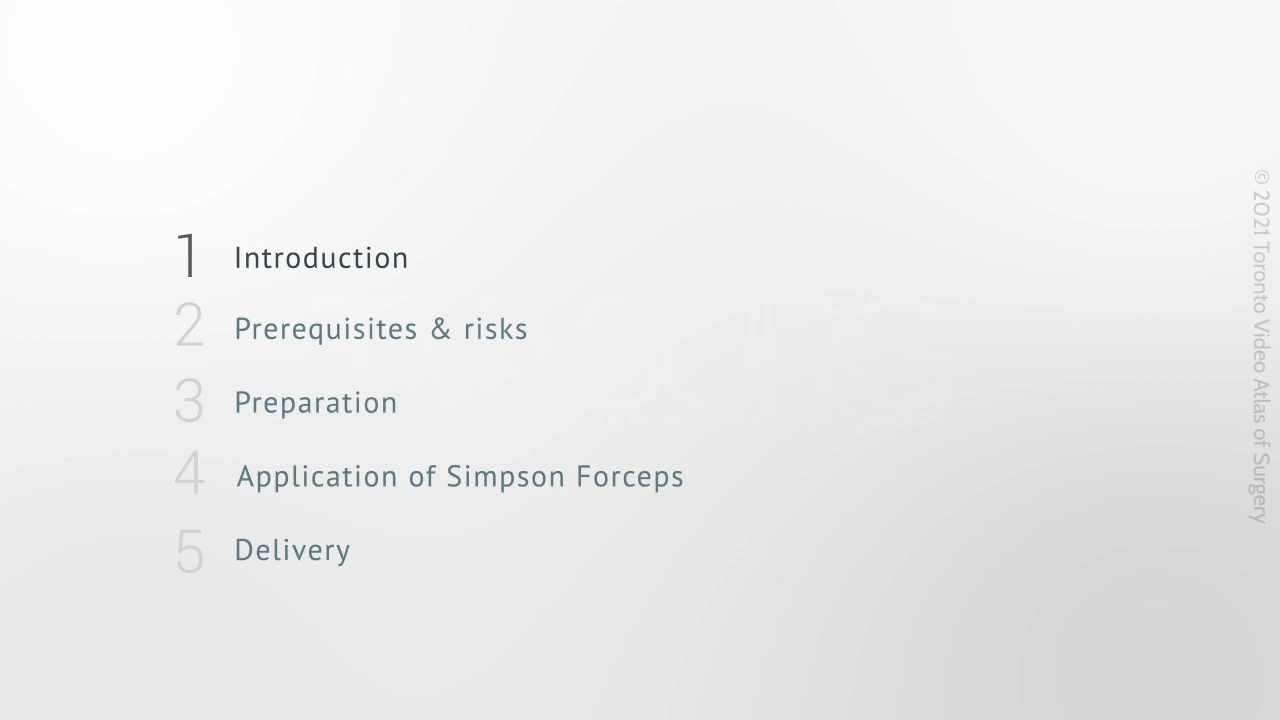 1 Introduction
2 Prerequisites & risks
3 Preparation
4 Application of Simpson Forceps
5 Delivery
© 2021 Toronto Video Atlas of Surgery